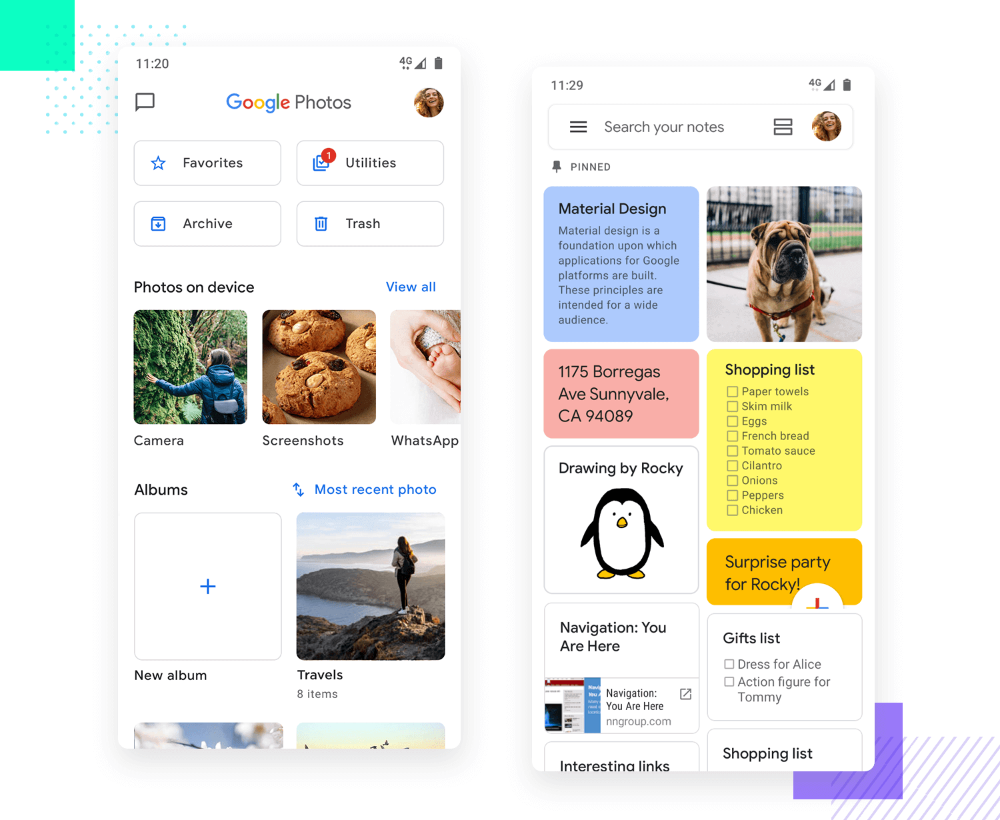 11:20
4G
Google Photos
Favorites
1
Utilities
Archive
Trash
Photos on device
View all
Camera
Screenshots
WhatsApp
Albums
Most recent photo
New album
Travels
8 items
11:29
4G
Search your notes
PINNED
Material Design
Material design is a
foundation upon which
applications for Google
platforms are built.
These principles are
intended for a wide
audience.
1175 Borregas
Ave Sunnyvale,
CA 94089
Drawing by Rocky
Navigation: You
Are Here
Navigation:
You Are Here
nngroup.com
Interesting links
Shopping list
Paper towels
Skim milk
Eggs
French bread
Tomato sauce
Cilantro
Onions
Peppers
Chicken
Surprise party
for Rocky!
Gifts list
Dress for Alice
Action figure for
Tommy
Shopping list